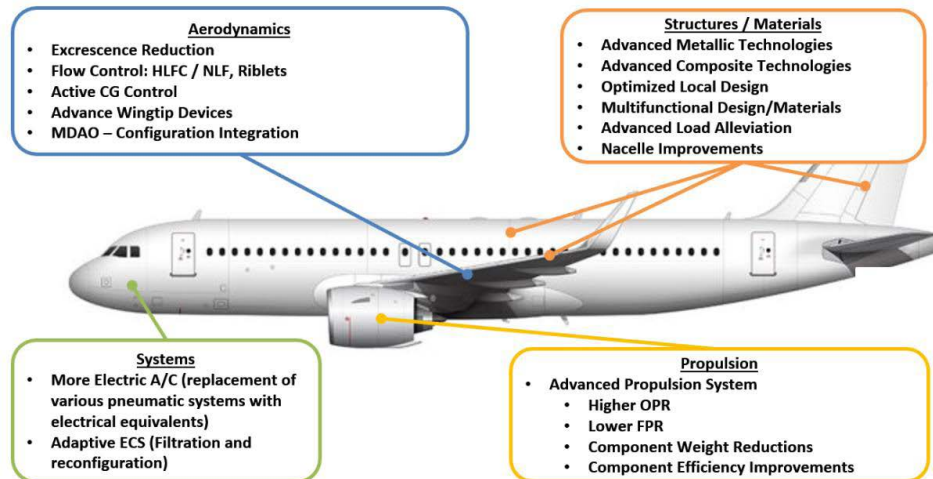 Aerodynamics
• Excrescence Reduction
• Flow Control: HLFC / NLF, Riblets
• Active CG Control
• Advance Wingtip Devices
• MDAO – Configuration Integration
Structures / Materials
• Advanced Metallic Technologies
• Advanced Composite Technologies
• Optimized Local Design
• Multifunctional Design/Materials
• Advanced Load Alleviation
• Nacelle Improvements
Systems
• More Electric A/C (replacement of
various pneumatic systems with
electrical equivalents)
• Adaptive ECS (Filtration and
reconfiguration)
Propulsion
• Advanced Propulsion System
• Higher OPR
• Lower FPR
• Component Weight Reductions
• Component Efficiency Improvements